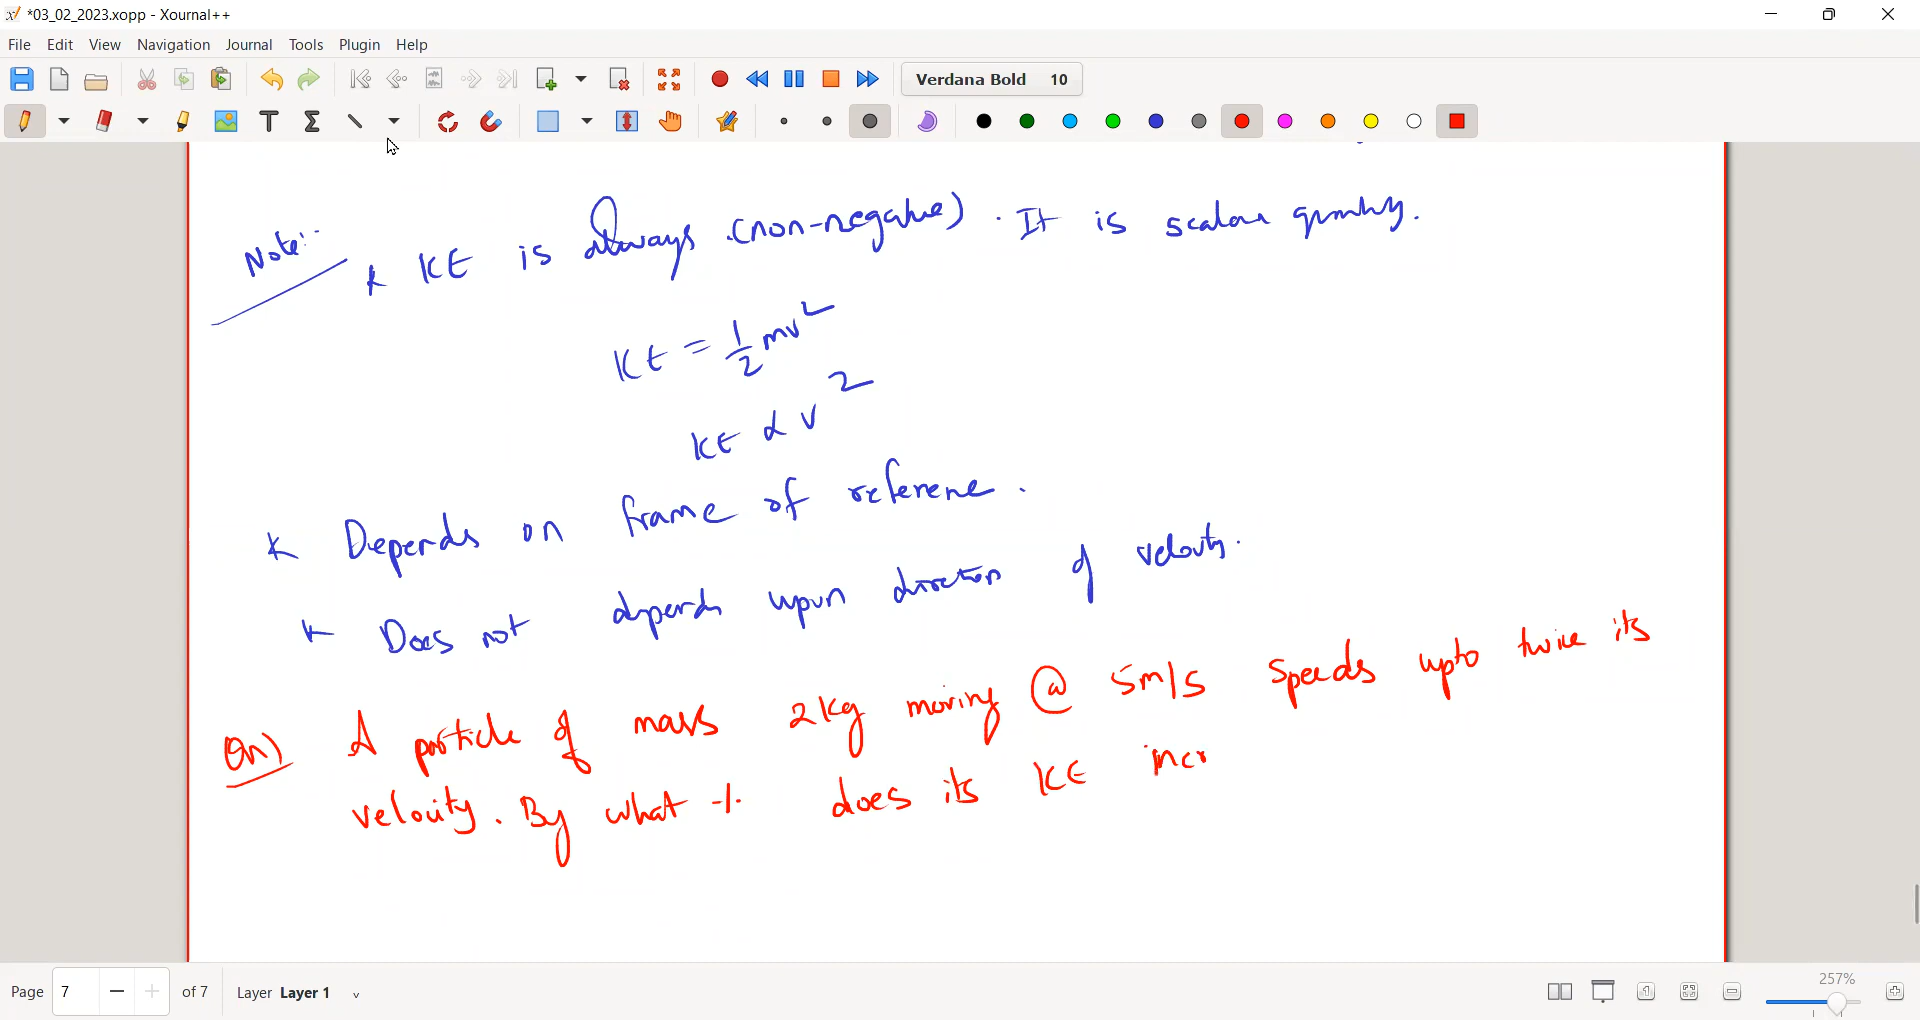 *03_02_2023.xopp - Xournal++
File Edit View Navigation Journal Tools Plugin Help
Verdana Bold 10
Note:-
* KE is always (non-negative). It is scalar quantity.
KE = 1/2 mv²
KE ∝ v²
* Depends on frame of reference.
* Does not depends upon direction of velocity.
Qn) A particle of mass 2kg moving @ 5m/s speeds upto twice its
velocity. By what % does its KE incr
Page 7 of 7 Layer Layer 1 257%